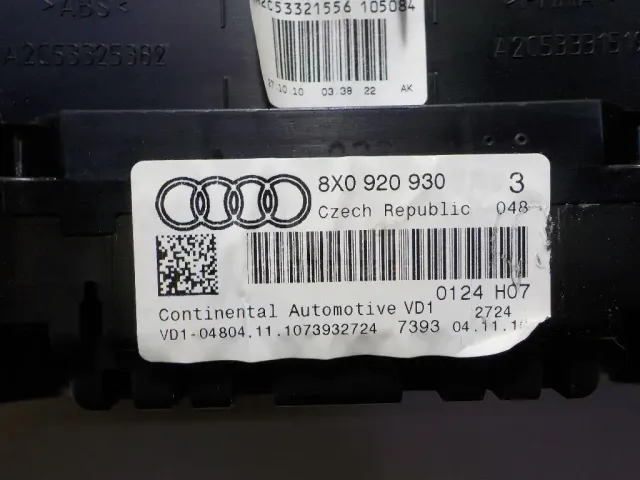 >ABS<
A2C53325362
A2C53321556 105084
27.10.10 03.38 22 AK
8X0 920 930 3
Czech Republic 048
0124 H07
Continental Automotive VD1 2724
VD1-04804.11.1073932724 7393 04.11.1